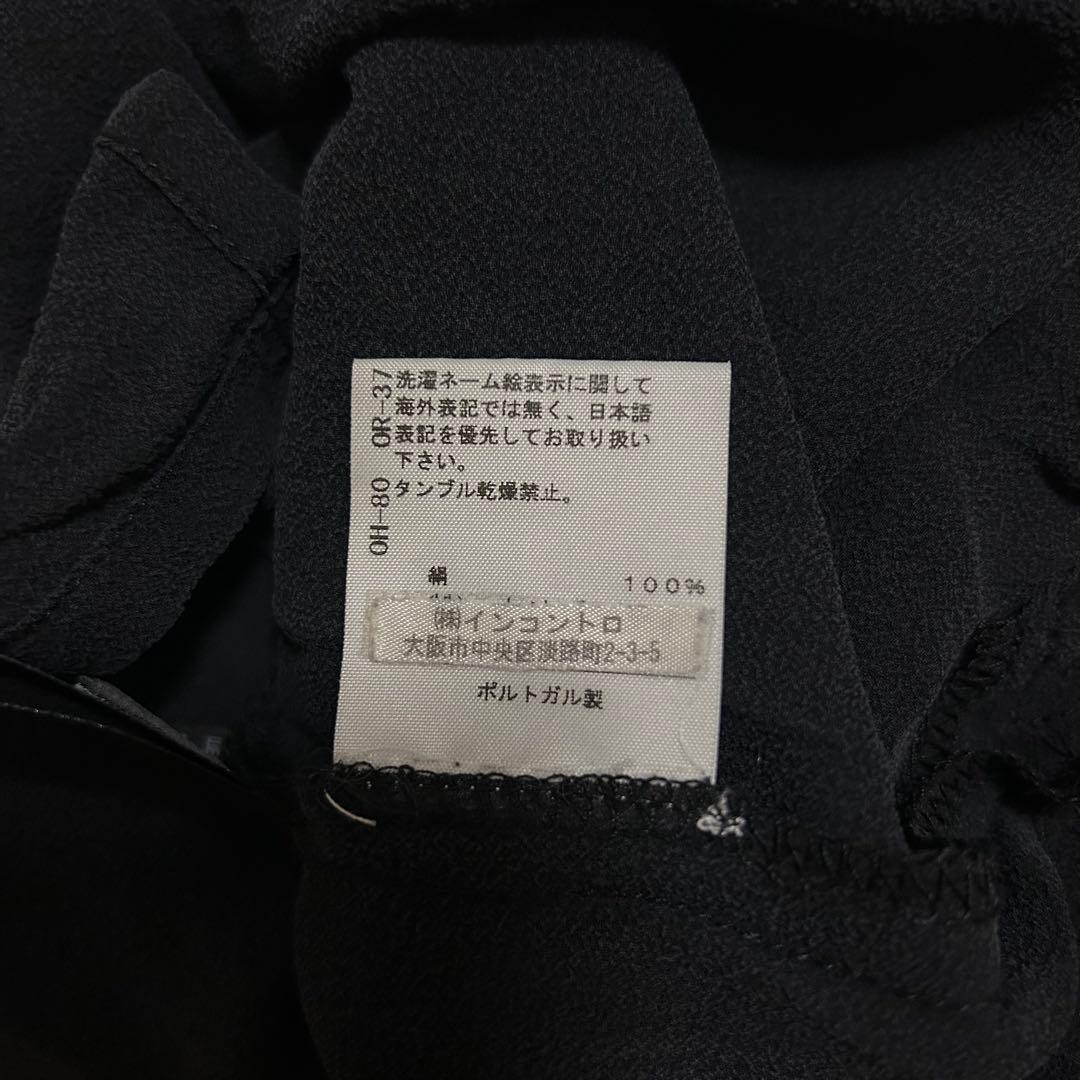 洗濯ネーム絵表示に関して
海外表記では無く、日本語
表記を優先してお取り扱い
下さい。
タンブル乾燥禁止。
OH-80 OR-37
絹 100%
㈱インコントロ
大阪市中央区淡路町2-3-5
ポルトガル製